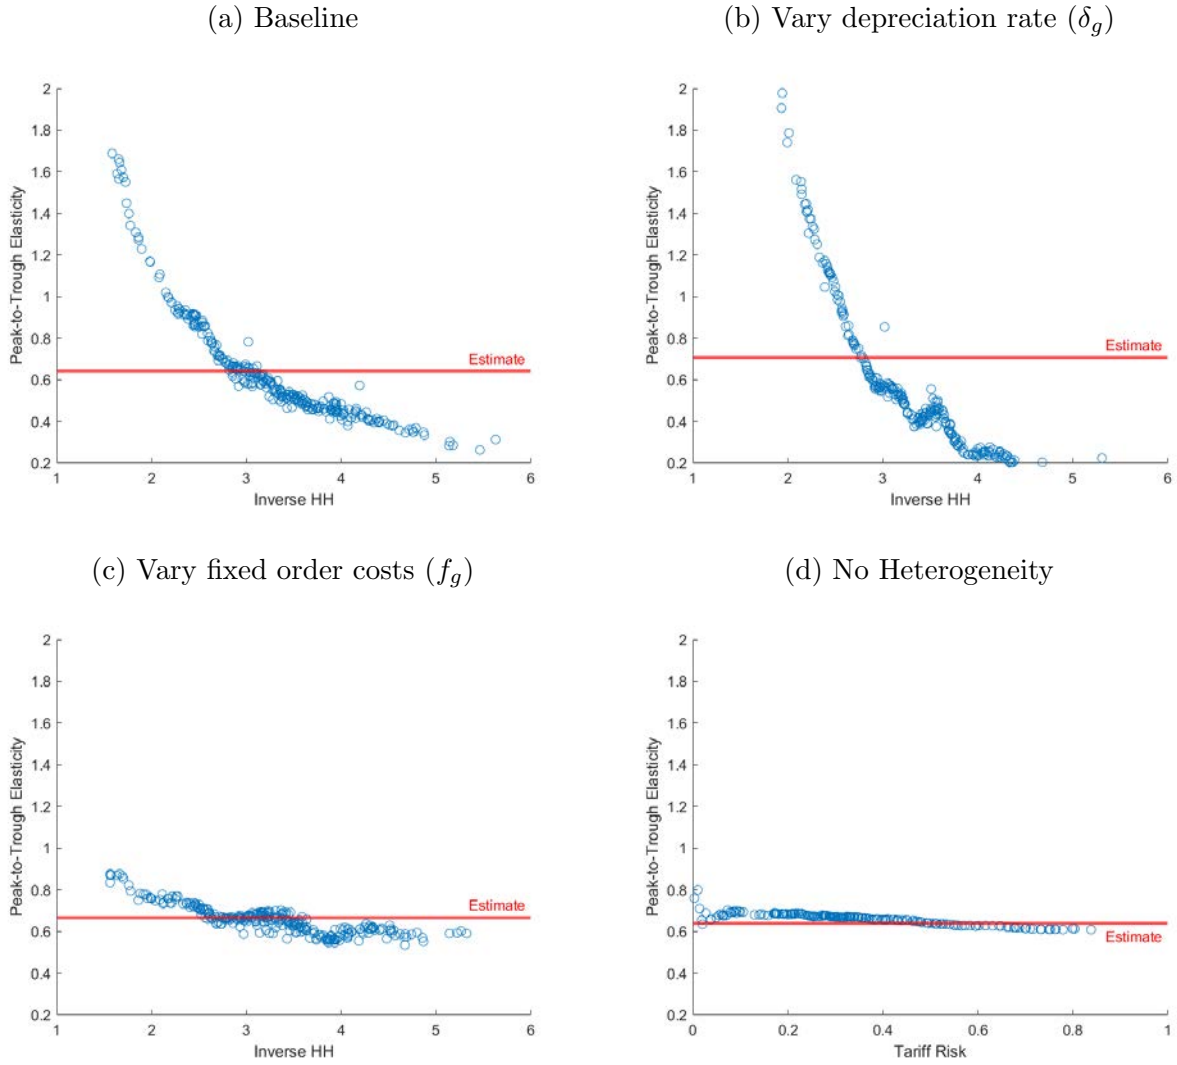 (a) Baseline
2
1.8
1.6
1.4
1.2
1
0.8
0.6
0.4
0.2
Peak-to-Trough Elasticity
Estimate
1 2 3 4 5 6
Inverse HH
(b) Vary depreciation rate (δg)
2
1.8
1.6
1.4
1.2
1
0.8
0.6
0.4
0.2
Peak-to-Trough Elasticity
Estimate
1 2 3 4 5 6
Inverse HH
(c) Vary fixed order costs (fg)
2
1.8
1.6
1.4
1.2
1
0.8
0.6
0.4
0.2
Peak-to-Trough Elasticity
Estimate
1 2 3 4 5 6
Inverse HH
(d) No Heterogeneity
2
1.8
1.6
1.4
1.2
1
0.8
0.6
0.4
0.2
Peak-to-Trough Elasticity
Estimate
0 0.2 0.4 0.6 0.8 1
Tariff Risk